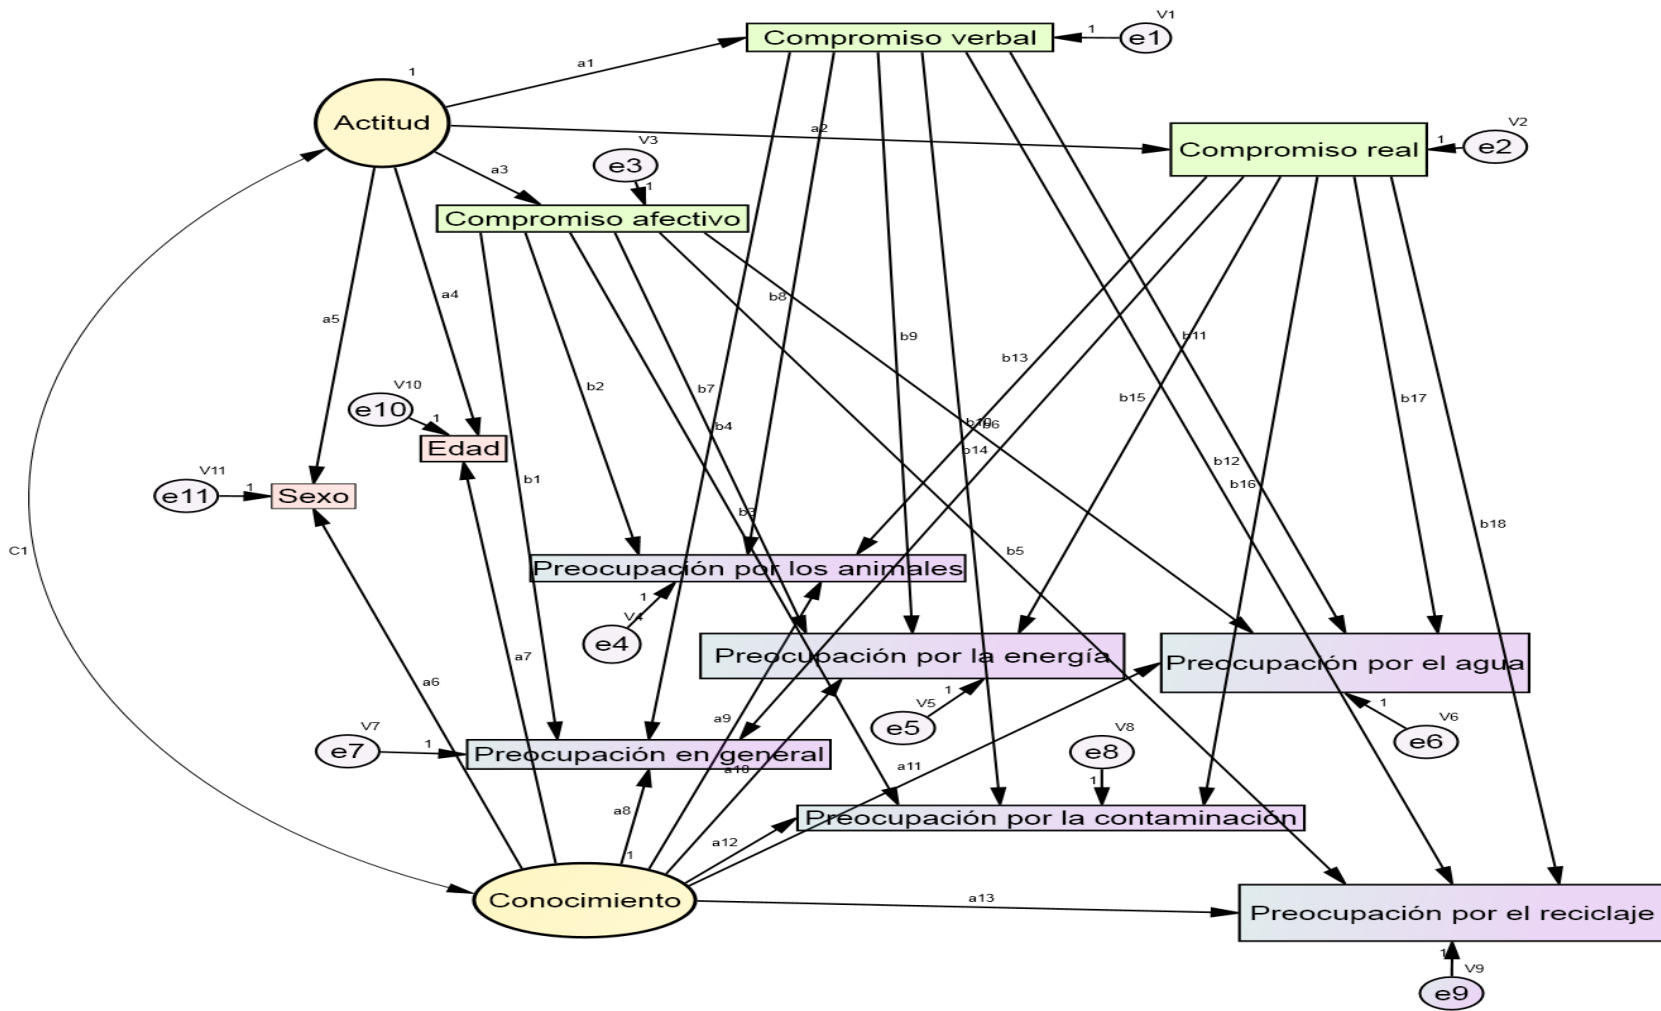 V1
Compromiso verbal
1
e1
a1
1
Actitud
a2
V2
Compromiso real
1
e2
V3
e3
1
a3
Compromiso afectivo
a4
a5
b8
b9
b11
b13
b2
b7
b15
b17
V10
e10
1
Edad
b4
b10
b6
b14
b12
b16
V11
e11
1
Sexo
b1
b3
b18
C1
b5
Preocupación por los animales
1
V4
e4
Preocupación por la energía
Preocupación por el agua
a7
a6
1
V5
e5
1
V6
e6
a9
V7
e7
1
Preocupación en general
V8
e8
1
a10
a11
a8
Preocupación por la contaminación
a12
1
Conocimiento
a13
Preocupación por el reciclaje
1
V9
e9